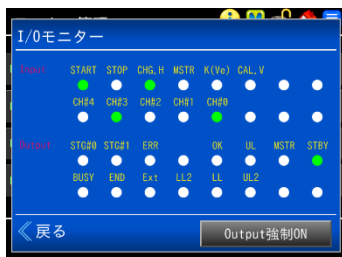 I/Oモニター
Input START STOP CHG.H MSTR K(Ve) CAL.V
CH#4 CH#3 CH#2 CH#1 CH#0
Output STG#0 STG#1 ERR OK UL MSTR STBY
BUSY END Ext LL2 LL UL2
戻る Output強制ON